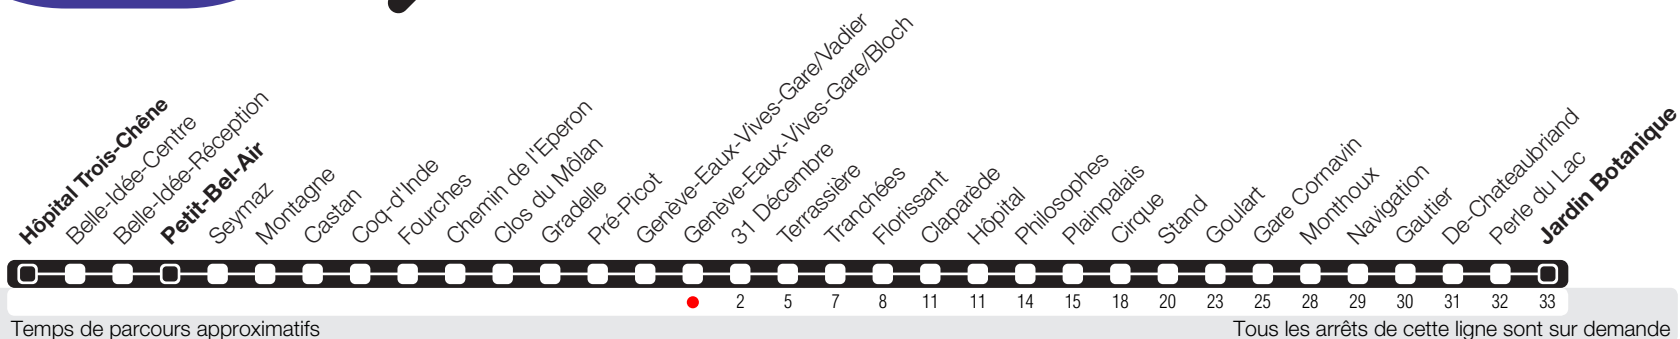 Hôpital Trois-Chêne
Belle-Idée-Centre
Belle-Idée-Réception
Petit-Bel-Air
Seymaz
Montagne
Castan
Coq-d'Inde
Fourches
Chemin de l'Eperon
Clos du Môlan
Gradelle
Pré-Picot
Genève-Eaux-Vives-Gare/Vadier
Genève-Eaux-Vives-Gare/Bloch
31 Décembre
Terrassière
Tranchées
Florissant
Claparède
Hôpital
Philosophes
Plainpalais
Cirque
Stand
Goulart
Gare Cornavin
Monthoux
Navigation
Gautier
De-Chateaubriand
Perle du Lac
Jardin Botanique
2 5 7 8 11 11 14 15 18 20 23 25 28 29 30 31 32 33
Temps de parcours approximatifs
Tous les arrêts de cette ligne sont sur demande